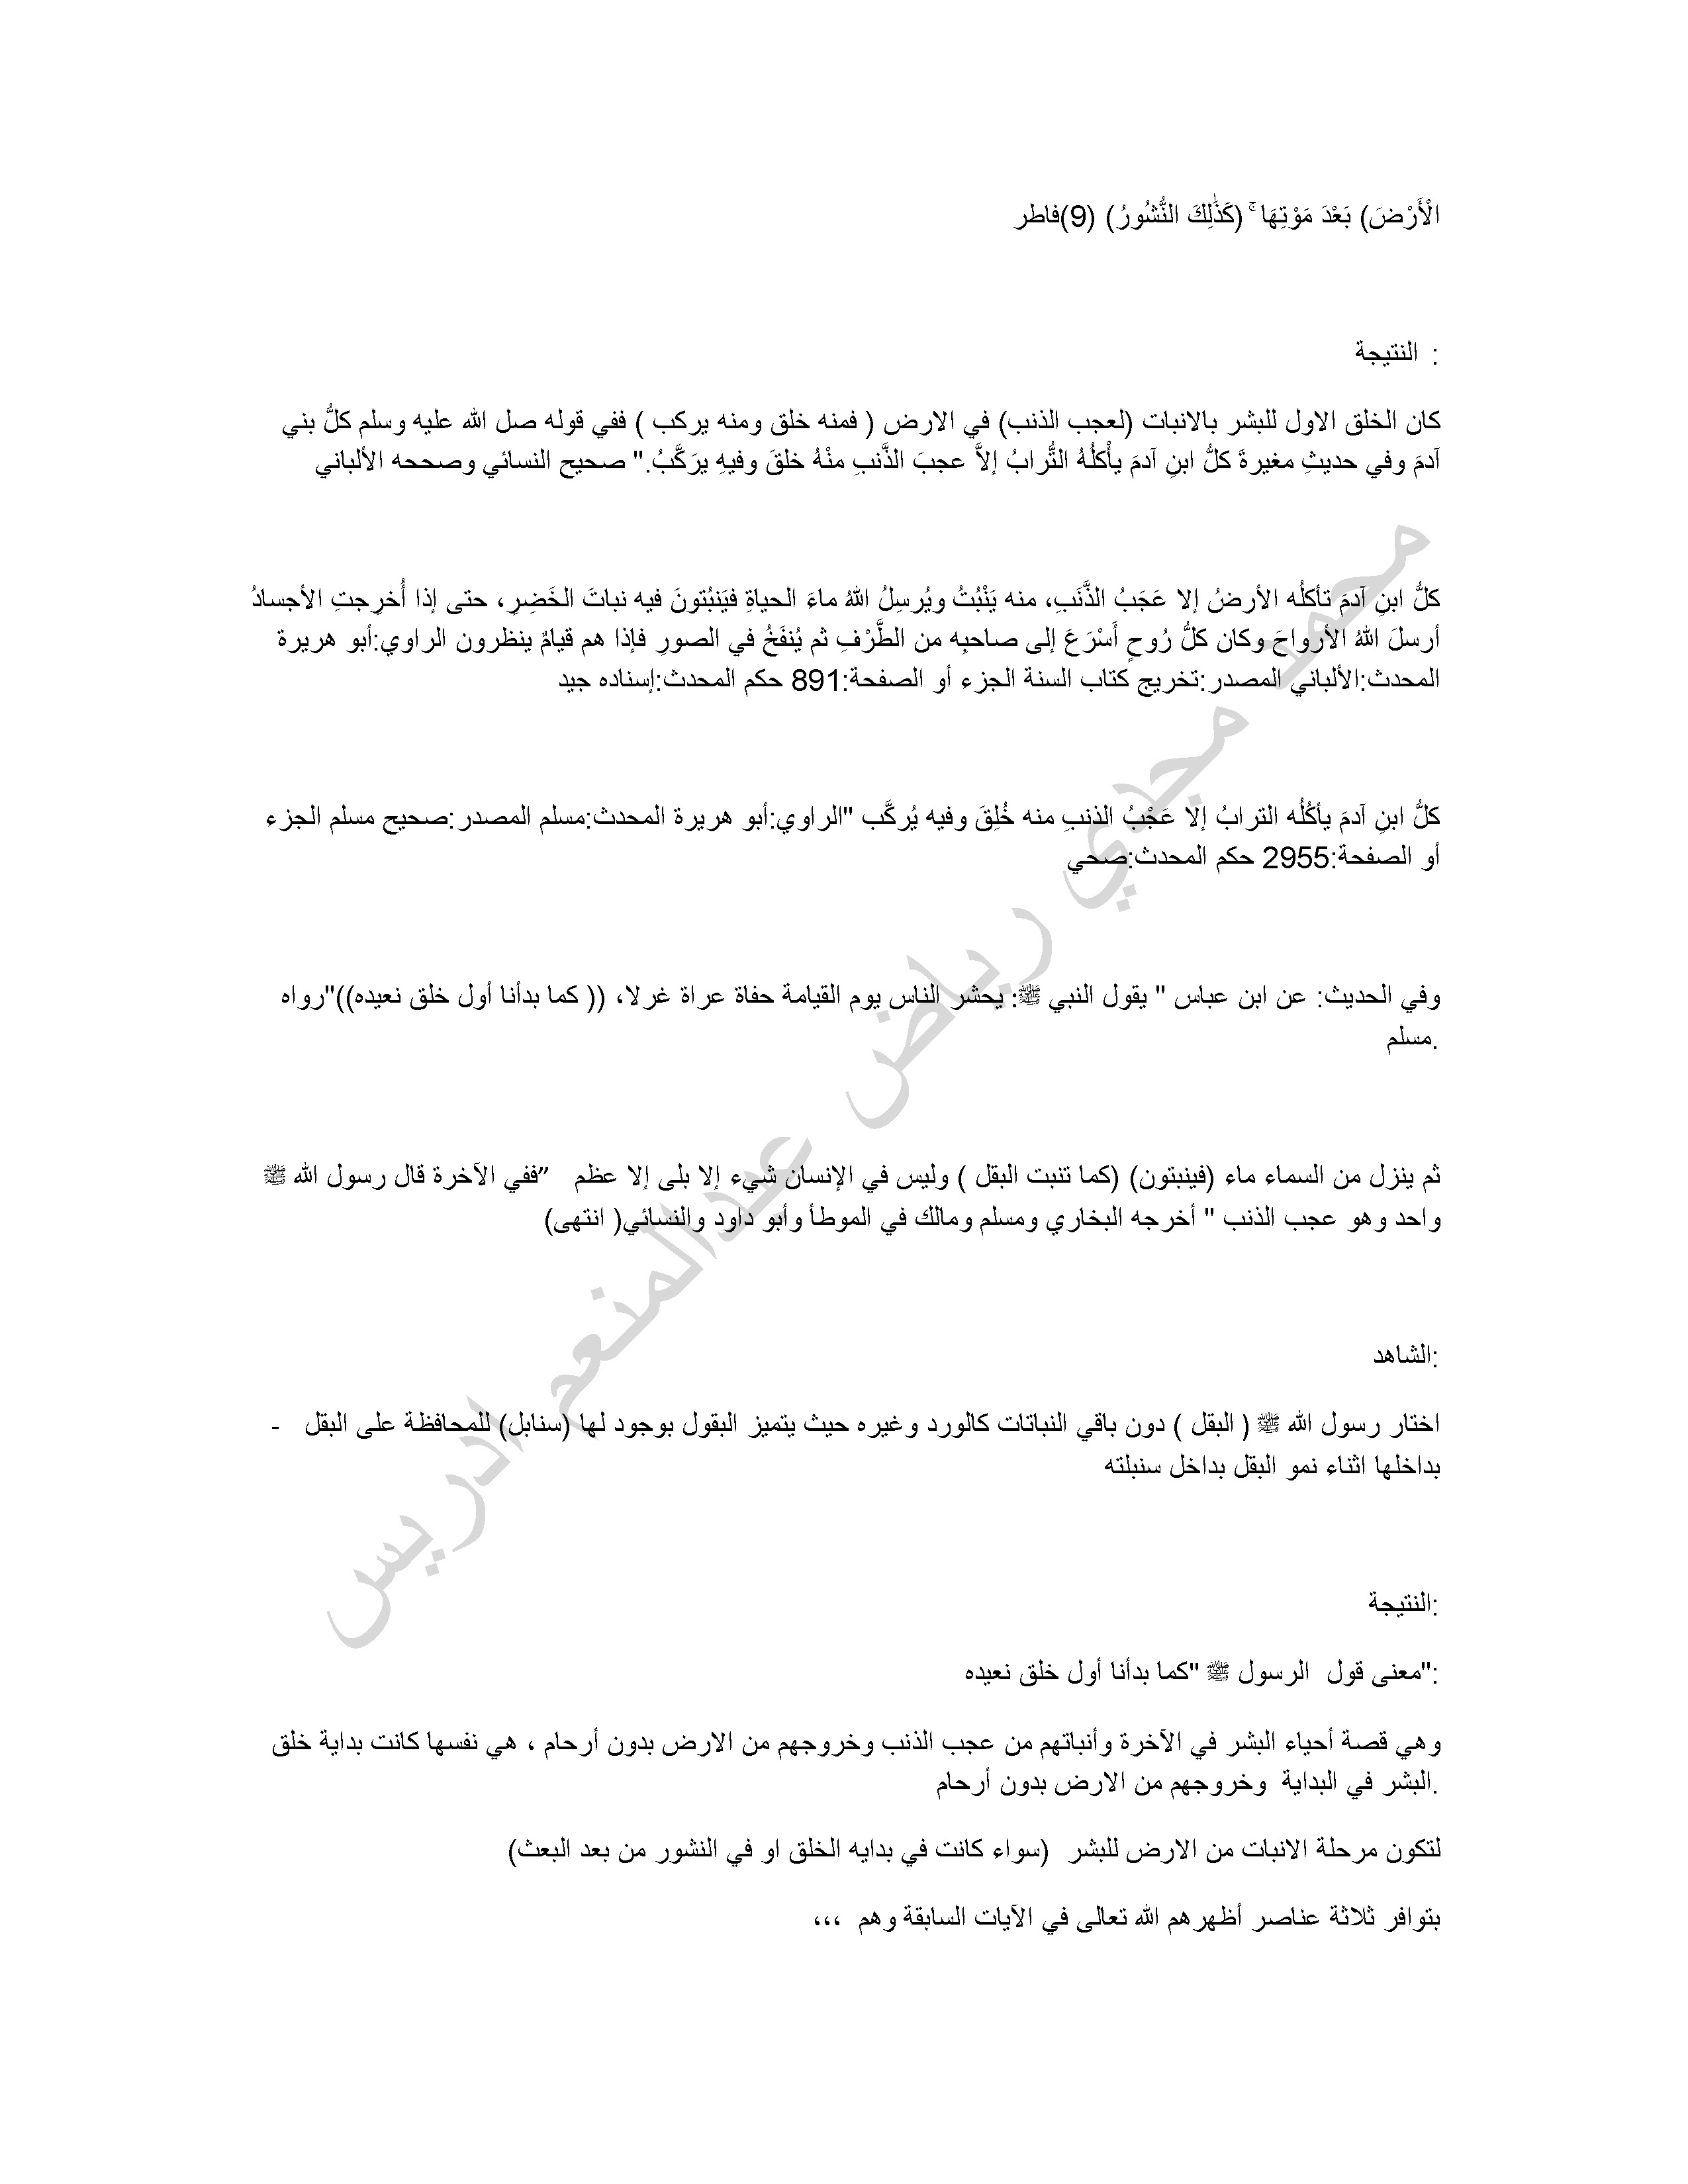 الْأَرْضَ) بَعْدَ مَوْتِهَا ۚ (كَذَٰلِكَ النُّشُورُ) (9)فاطر
: النتيجة
كان الخلق الاول للبشر بالانبات (لعجب الذنب) في الارض ( فمنه خلق ومنه يركب ) ففي قوله صل الله عليه وسلم كلُّ بني
آدمَ وفي حديثِ مغيرةَ كلُّ ابنِ آدمَ يأْكلُهُ التُّرابُ إلاَّ عجبَ الذَّنبِ منْهُ خلقَ وفيهِ يرَكَّبُ." صحيح النسائي وصححه الألباني
كلُّ ابنِ آدمَ تأكلُه الأرضُ إلا عَجَبُ الذَّنَبِ، منه يَنْبُتُ ويُرسِلُ اللهُ ماءَ الحياةِ فيَنبُتونَ فيه نباتَ الخَضِرِ، حتى إذا أُخرِجتِ الأجسادُ
أرسلَ اللهُ الأرواحَ وكان كلُّ رُوحٍ أَسْرَعَ إلى صاحبِه من الطَّرْفِ ثم يُنفَخُ في الصورِ فإذا هم قيامٌ ينظرون الراوي:أبو هريرة
المحدث:الألباني المصدر:تخريج كتاب السنة الجزء أو الصفحة:891 حكم المحدث:إسناده جيد
كلُّ ابنِ آدمَ يأكُلُه الترابُ إلا عَجْبُ الذنبِ منه خُلِقَ وفيه يُركَّب "الراوي:أبو هريرة المحدث:مسلم المصدر:صحيح مسلم الجزء
أو الصفحة:2955 حكم المحدث:صحي
وفي الحديث: عن ابن عباس " يقول النبي ﷺ: يحشر الناس يوم القيامة حفاة عراة غرلا، (( كما بدأنا أول خلق نعيده))"رواه
.مسلم
ثم ينزل من السماء ماء (فينبتون) (كما تنبت البقل ) وليس في الإنسان شيء إلا بلى إلا عظم ”ففي الآخرة قال رسول الله ﷺ
واحد وهو عجب الذنب " أخرجه البخاري ومسلم ومالك في الموطأ وأبو داود والنسائي( انتهى)
:الشاهد
اختار رسول الله ﷺ ( البقل ) دون باقي النباتات كالورد وغيره حيث يتميز البقول بوجود لها (سنابل) للمحافظة على البقل -
بداخلها اثناء نمو البقل بداخل سنبلته
:النتيجة
:"معنى قول الرسول ﷺ "كما بدأنا أول خلق نعيده
وهي قصة أحياء البشر في الآخرة وأنباتهم من عجب الذنب وخروجهم من الارض بدون أرحام ، هي نفسها كانت بداية خلق
.البشر في البداية وخروجهم من الارض بدون أرحام
لتكون مرحلة الانبات من الارض للبشر (سواء كانت في بدايه الخلق او في النشور من بعد البعث)
بتوافر ثلاثة عناصر أظهرهم الله تعالى في الآيات السابقة وهم ،،،
محمد مجدي رياض عبدالمنعم الدريس